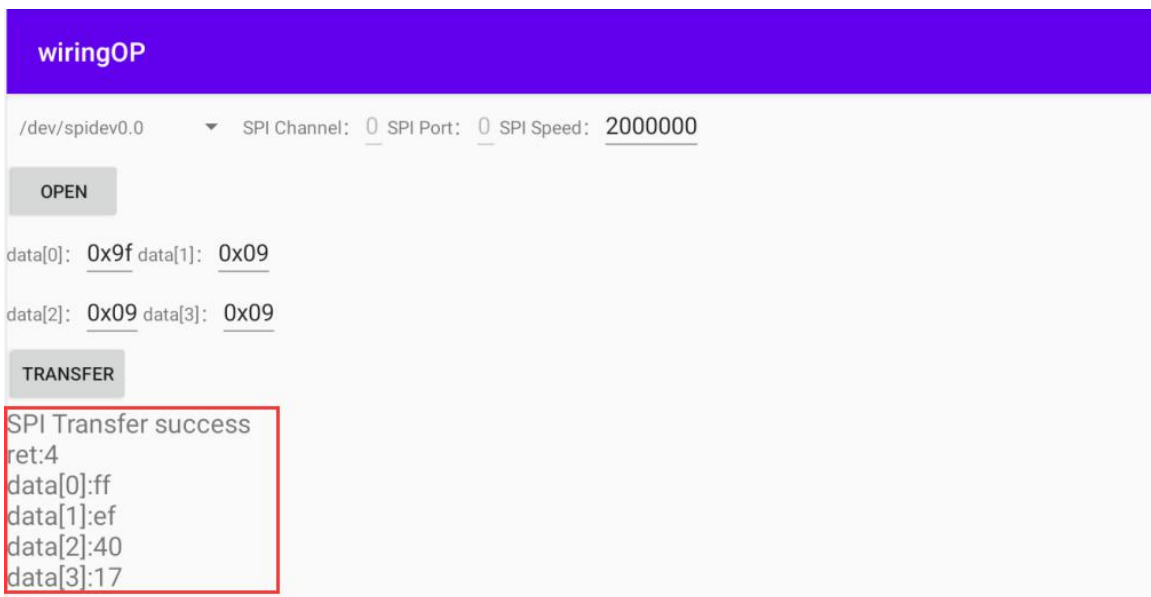 wiringOP
/dev/spidev0.0 SPI Channel: 0 SPI Port: 0 SPI Speed: 2000000
OPEN
data[0]: 0x9f data[1]: 0x09
data[2]: 0x09 data[3]: 0x09
TRANSFER
SPI Transfer success
ret:4
data[0]:ff
data[1]:ef
data[2]:40
data[3]:17